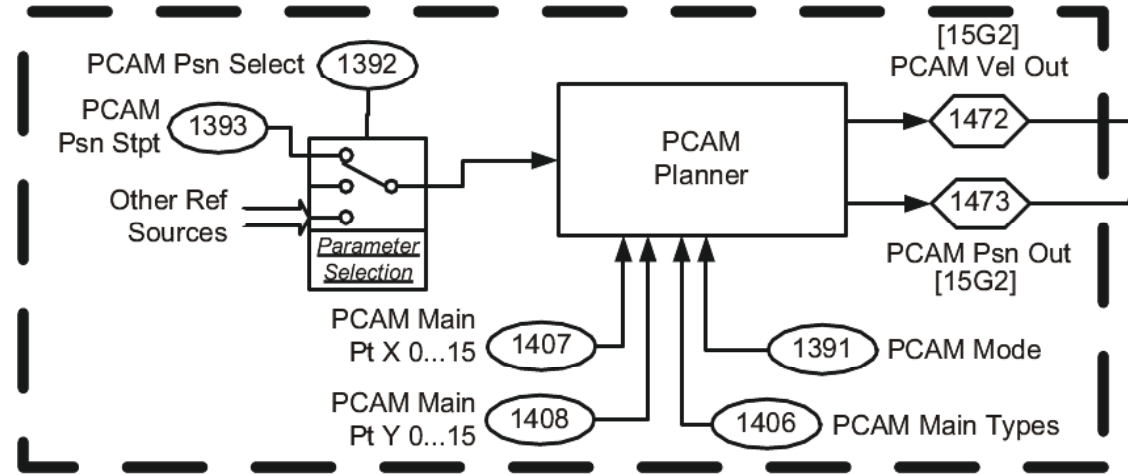 [15G2]
PCAM Vel Out
PCAM Psn Select
1392
PCAM
Psn Stpt
1393
1472
PCAM
Planner
Other Ref
Sources
1473
Parameter
Selection
PCAM Psn Out
[15G2]
PCAM Main
Pt X 0...15
1407
1391
PCAM Mode
PCAM Main
Pt Y 0...15
1408
1406
PCAM Main Types